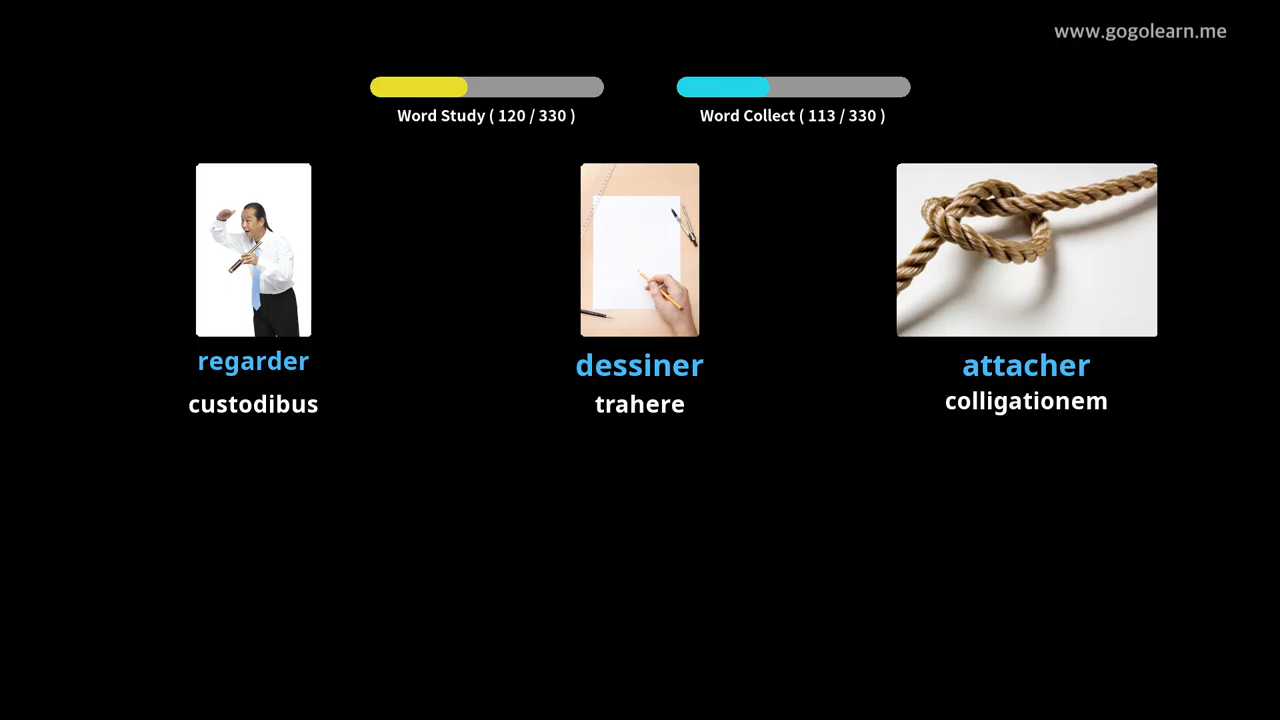 www.gogolearn.me
Word Study ( 120 / 330 )
Word Collect ( 113 / 330 )
regarder
custodibus
dessiner
trahere
attacher
colligationem